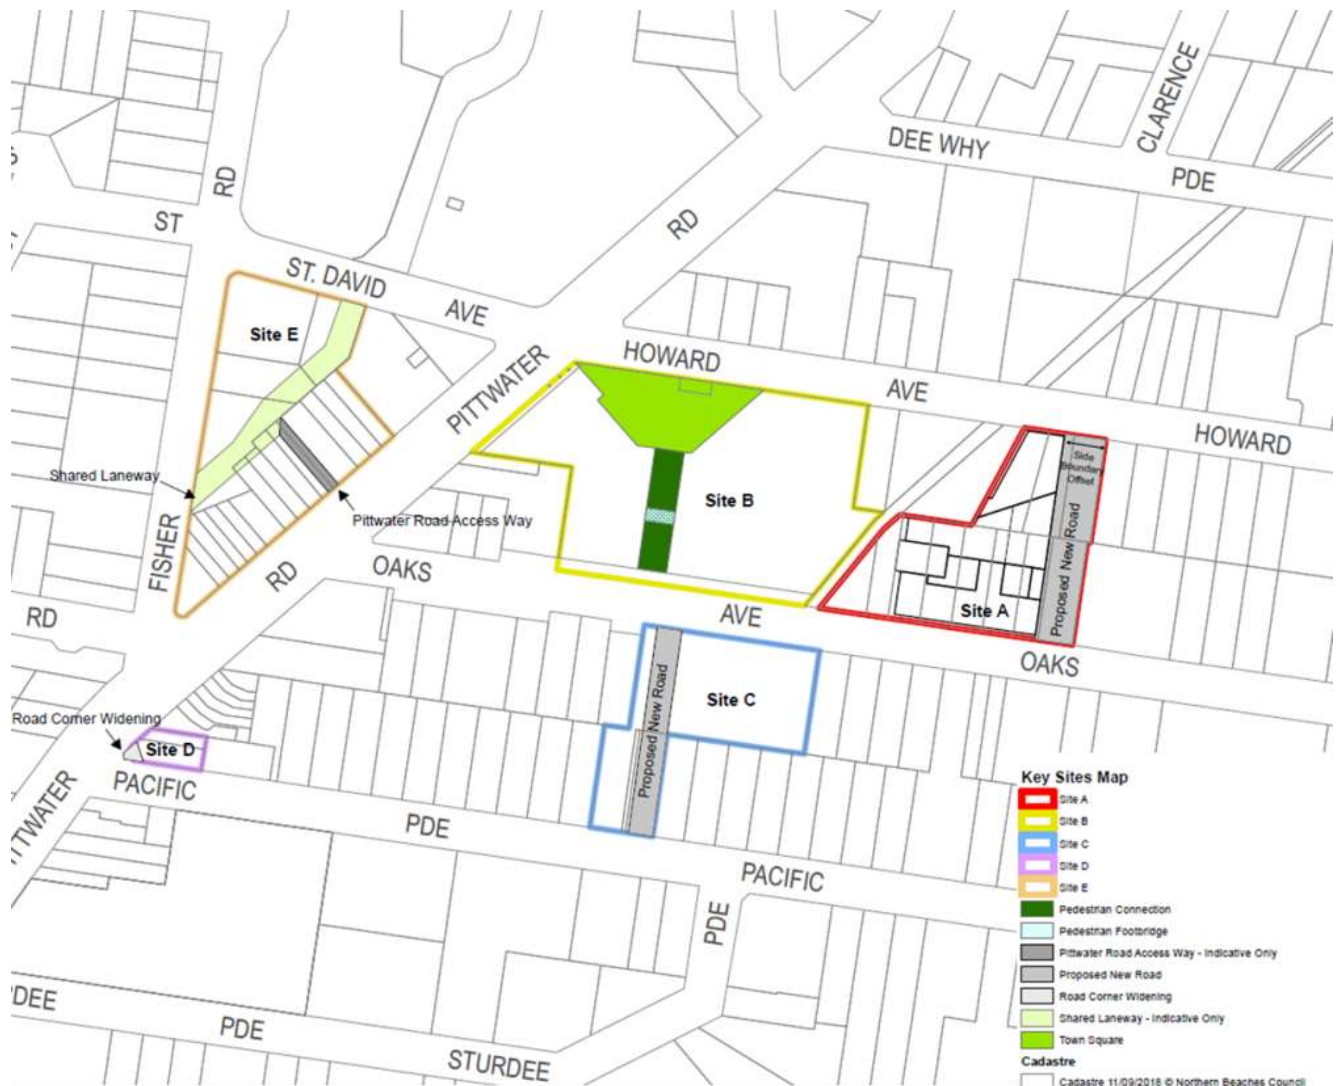 CLARENCE
DEE WHY
PDE
RD
ST
RD
ST. DAVID
AVE
Site E
HOWARD
AVE
HOWARD
PITTWATER
Side
Boundary
Offset
Shared Laneway
Site B
Pittwater Road Access Way
FISHER
RD
OAKS
Proposed New Road
Site A
AVE
RD
OAKS
Proposed New Road
Site C
Road Corner Widening
Site D
PACIFIC
PDE
PACIFIC
PDE
PDE
STURDEE
Key Sites Map
Site A
Site B
Site C
Site D
Site E
Pedestrian Connection
Pedestrian Footbridge
Pittwater Road Access Way - Indicative Only
Proposed New Road
Road Corner Widening
Shared Laneway - Indicative Only
Town Square
Cadastre
Cadastre 11/09/2018 © Northern Beaches Council